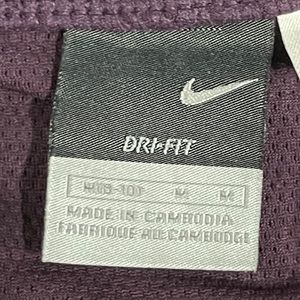 DRI-FIT
M M
MADE IN CAMBODIA
FABRIQUE AU CAMBODGE